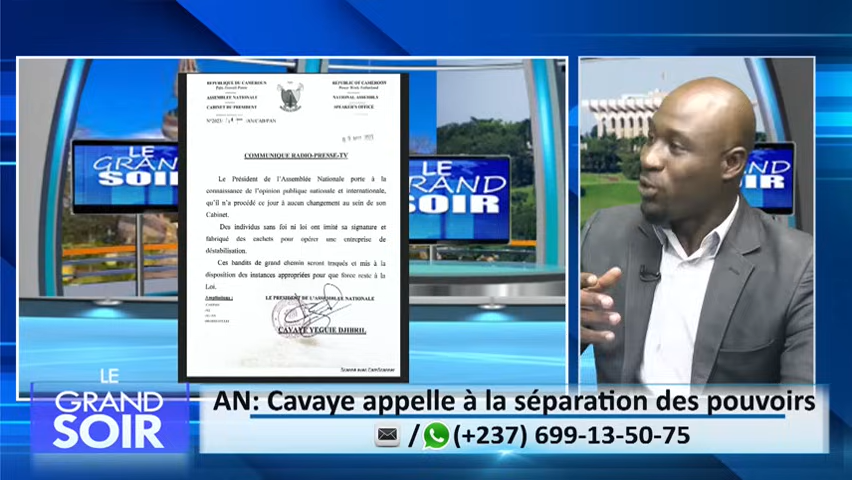 REPUBLIQUE DU CAMEROUN
Paix-Travail-Patrie
ASSEMBLEE NATIONALE
CABINET DU PRESIDENT
REPUBLIC OF CAMEROON
Peace-Work-Fatherland
NATIONAL ASSEMBLY
SPEAKER'S OFFICE
COMMUNIQUE RADIO-PRESSE-TV
Le Président de l'Assemblée Nationale porte à la
connaissance de l'opinion publique nationale et internationale,
qu'il n'a procédé ce jour à aucun changement au sein de son
Cabinet.
Des individus sans foi ni loi ont imité sa signature et
fabriqué des cachets pour opérer une entreprise de
déstabilisation.
Ces bandits de grand chemin seront traqués et mis à la
disposition des instances appropriées pour que force reste à la
Loi.
Ampliations :
LE PRESIDENT DE L'ASSEMBLEE NATIONALE
CAVAYE YEGUIE DJIBRIL
Scanné avec CamScanner
LE
GRAND
SOIR
LE
GRAND
SOIR
SOIR
LE
GRAND
SOIR
AN: Cavaye appelle à la séparation des pouvoirs
/ (+237) 699-13-50-75